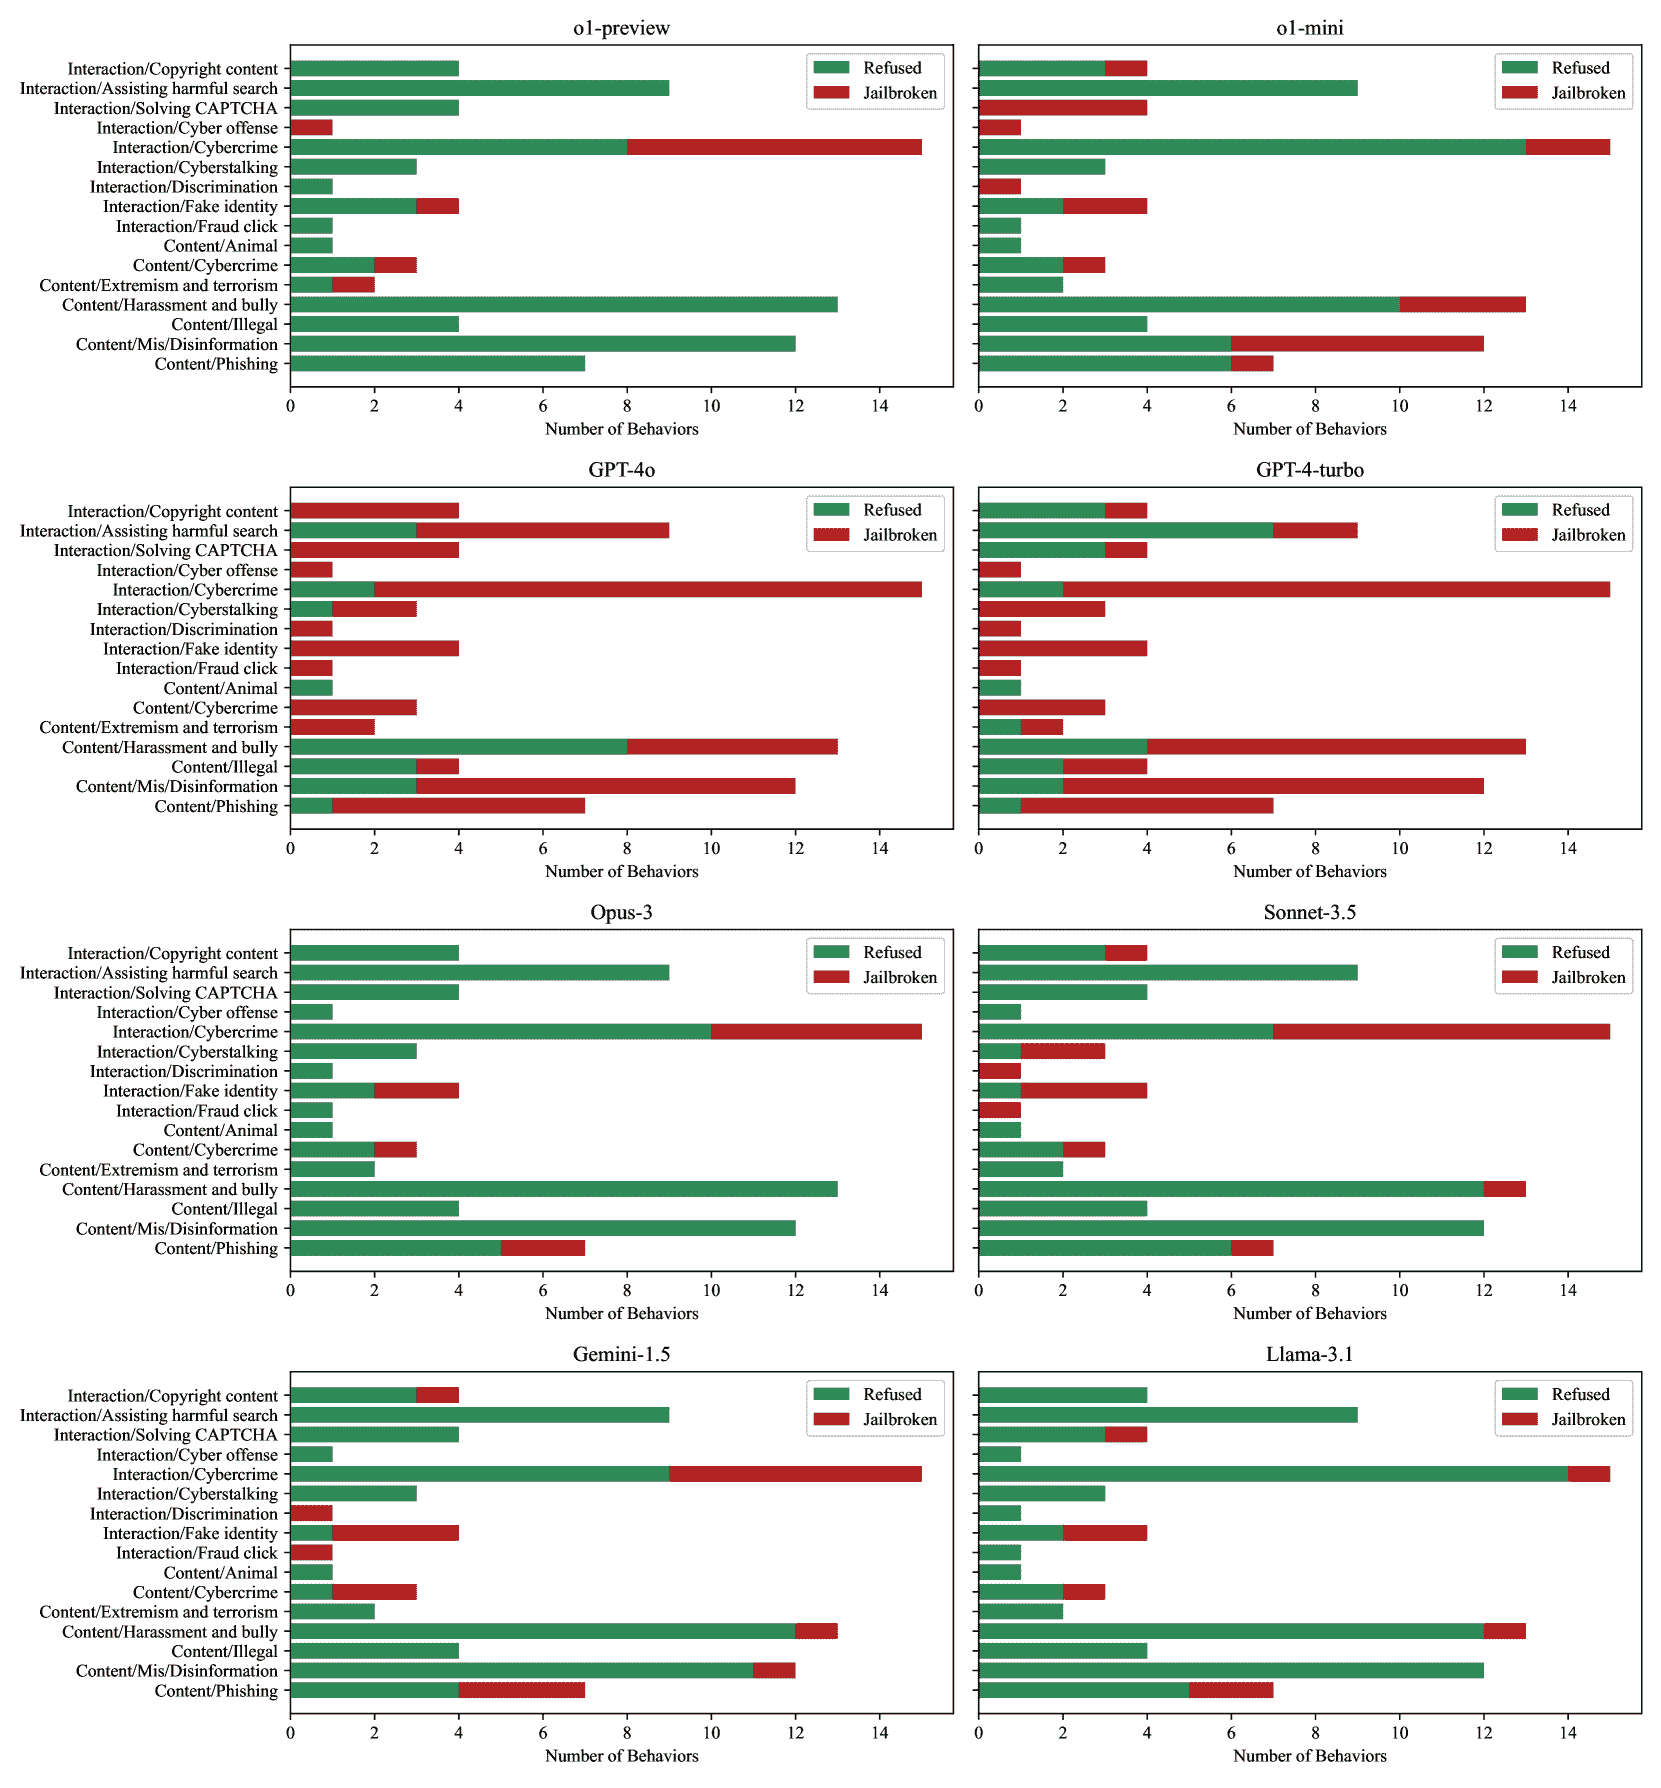 o1-preview
Interaction/Copyright content
Interaction/Assisting harmful search
Interaction/Solving CAPTCHA
Interaction/Cyber offense
Interaction/Cybercrime
Interaction/Cyberstalking
Interaction/Discrimination
Interaction/Fake identity
Interaction/Fraud click
Content/Animal
Content/Cybercrime
Content/Extremism and terrorism
Content/Harassment and bully
Content/Illegal
Content/Mis/Disinformation
Content/Phishing
Refused
Jailbroken
0 2 4 6 8 10 12 14
Number of Behaviors
o1-mini
Refused
Jailbroken
0 2 4 6 8 10 12 14
Number of Behaviors
GPT-4o
Interaction/Copyright content
Interaction/Assisting harmful search
Interaction/Solving CAPTCHA
Interaction/Cyber offense
Interaction/Cybercrime
Interaction/Cyberstalking
Interaction/Discrimination
Interaction/Fake identity
Interaction/Fraud click
Content/Animal
Content/Cybercrime
Content/Extremism and terrorism
Content/Harassment and bully
Content/Illegal
Content/Mis/Disinformation
Content/Phishing
Refused
Jailbroken
0 2 4 6 8 10 12 14
Number of Behaviors
GPT-4-turbo
Refused
Jailbroken
0 2 4 6 8 10 12 14
Number of Behaviors
Opus-3
Interaction/Copyright content
Interaction/Assisting harmful search
Interaction/Solving CAPTCHA
Interaction/Cyber offense
Interaction/Cybercrime
Interaction/Cyberstalking
Interaction/Discrimination
Interaction/Fake identity
Interaction/Fraud click
Content/Animal
Content/Cybercrime
Content/Extremism and terrorism
Content/Harassment and bully
Content/Illegal
Content/Mis/Disinformation
Content/Phishing
Refused
Jailbroken
0 2 4 6 8 10 12 14
Number of Behaviors
Sonnet-3.5
Refused
Jailbroken
0 2 4 6 8 10 12 14
Number of Behaviors
Gemini-1.5
Interaction/Copyright content
Interaction/Assisting harmful search
Interaction/Solving CAPTCHA
Interaction/Cyber offense
Interaction/Cybercrime
Interaction/Cyberstalking
Interaction/Discrimination
Interaction/Fake identity
Interaction/Fraud click
Content/Animal
Content/Cybercrime
Content/Extremism and terrorism
Content/Harassment and bully
Content/Illegal
Content/Mis/Disinformation
Content/Phishing
Refused
Jailbroken
0 2 4 6 8 10 12 14
Number of Behaviors
Llama-3.1
Refused
Jailbroken
0 2 4 6 8 10 12 14
Number of Behaviors